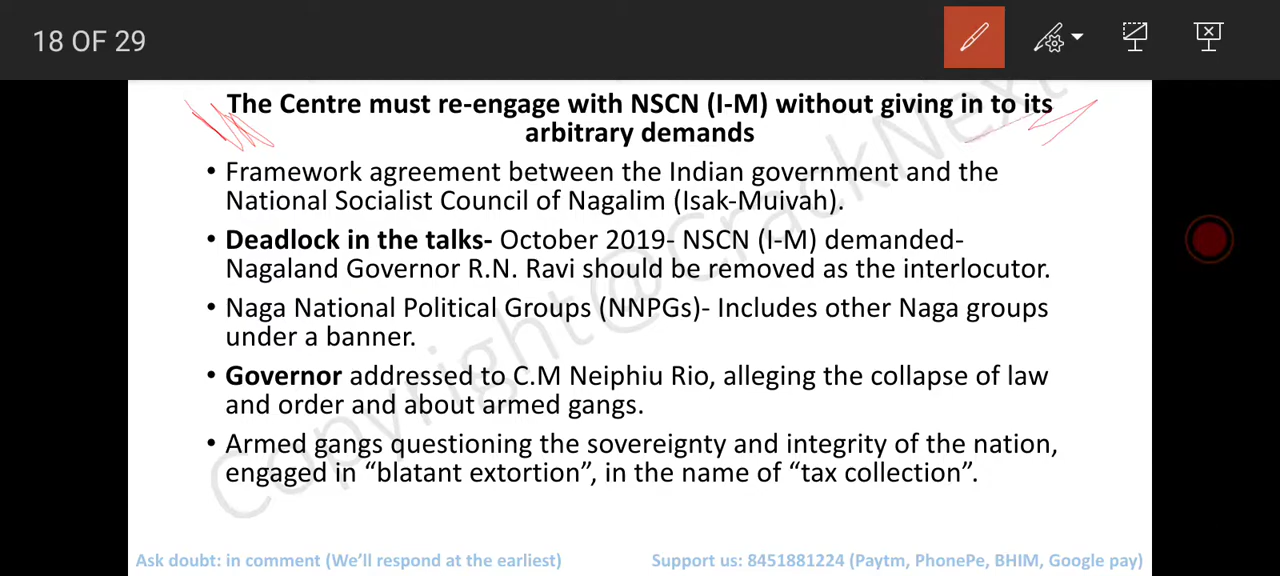 18 OF 29
The Centre must re-engage with NSCN (I-M) without giving in to its
arbitrary demands
• Framework agreement between the Indian government and the
National Socialist Council of Nagalim (Isak-Muivah).
• Deadlock in the talks- October 2019- NSCN (I-M) demanded-
Nagaland Governor R.N. Ravi should be removed as the interlocutor.
• Naga National Political Groups (NNPGs)- Includes other Naga groups
under a banner.
• Governor addressed to C.M Neiphiu Rio, alleging the collapse of law
and order and about armed gangs.
• Armed gangs questioning the sovereignty and integrity of the nation,
engaged in “blatant extortion”, in the name of “tax collection”.
Copyright@CrackNext
Ask doubt: in comment (We’ll respond at the earliest)
Support us: 8451881224 (Paytm, PhonePe, BHIM, Google pay)